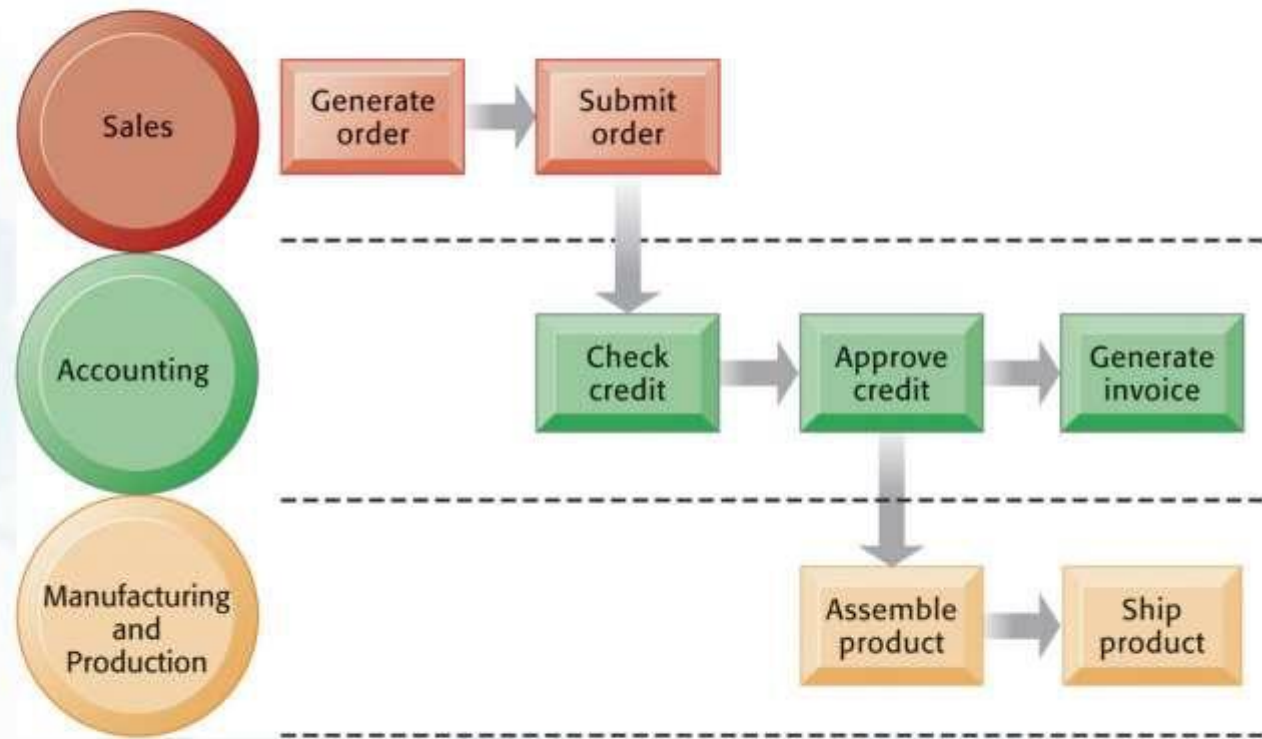 Sales
Generate
order
Submit
order
Accounting
Check
credit
Approve
credit
Generate
invoice
Manufacturing
and
Production
Assemble
product
Ship
product